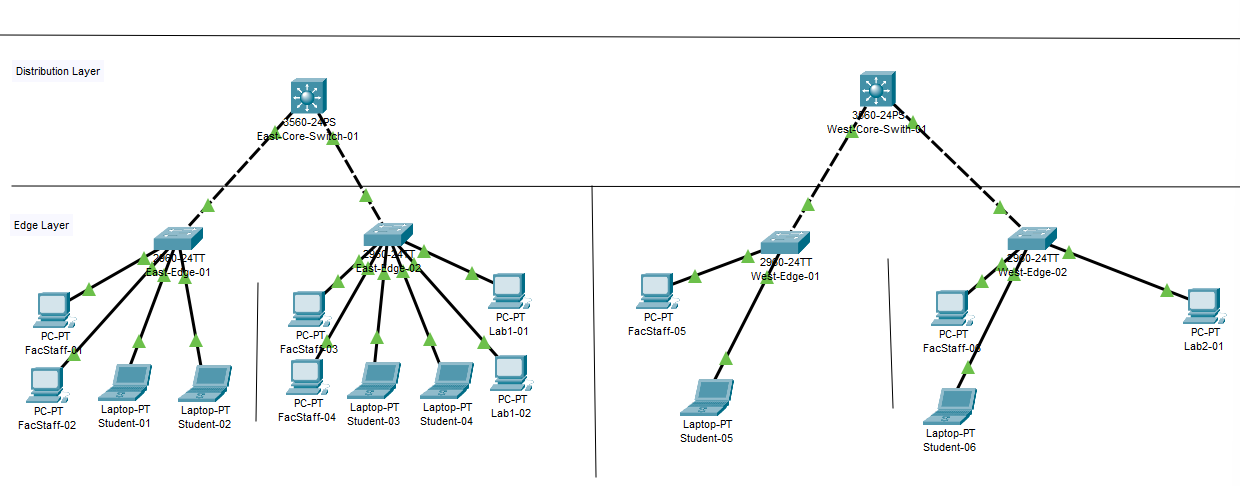 Distribution Layer
3560-24PS
East-Core-Switch-01
3560-24PS
West-Core-Swith-01
Edge Layer
2960-24TT
East-Edge-01
2960-24TT
East-Edge-02
2960-24TT
West-Edge-01
2960-24TT
West-Edge-02
PC-PT
FacStaff-01
PC-PT
FacStaff-02
Laptop-PT
Student-01
Laptop-PT
Student-02
PC-PT
FacStaff-03
PC-PT
FacStaff-04
Laptop-PT
Student-03
Laptop-PT
Student-04
PC-PT
Lab1-01
PC-PT
Lab1-02
PC-PT
FacStaff-05
Laptop-PT
Student-05
PC-PT
FacStaff-06
Laptop-PT
Student-06
PC-PT
Lab2-01